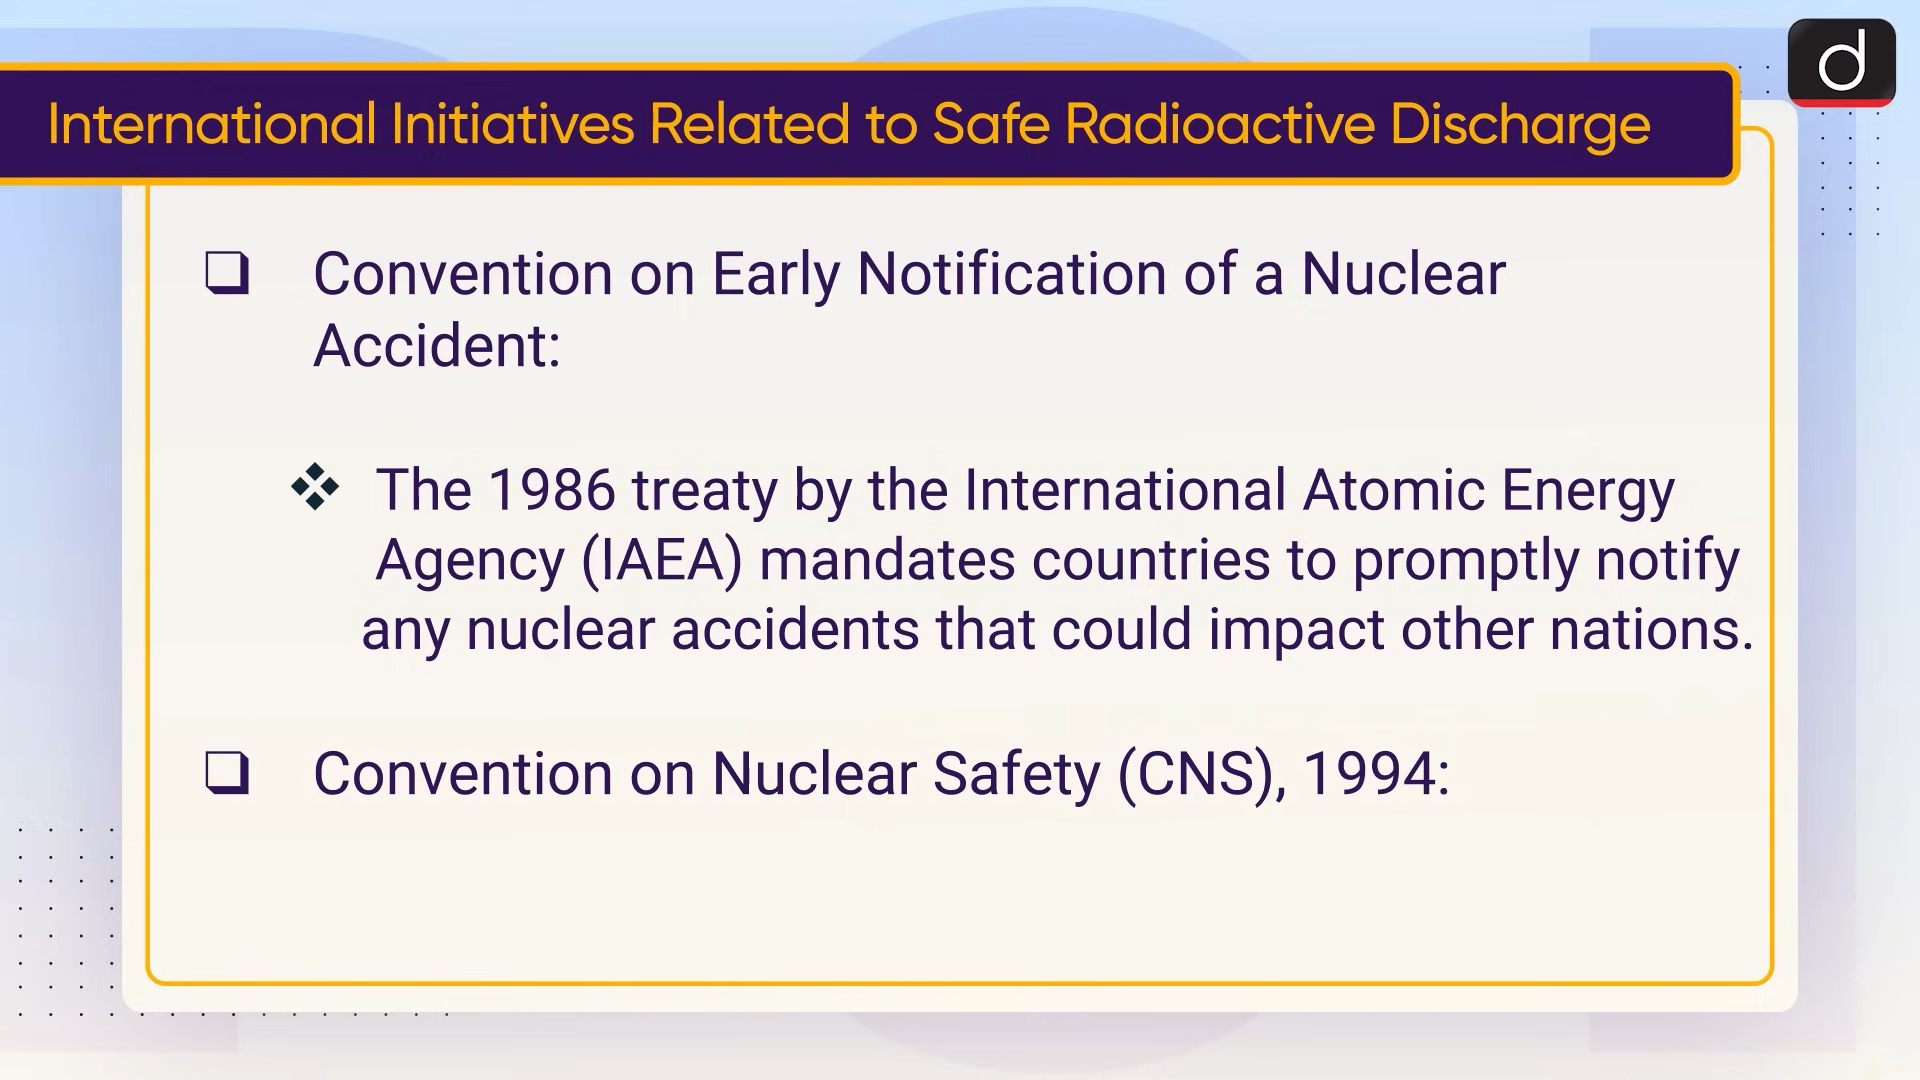 d
International Initiatives Related to Safe Radioactive Discharge
Convention on Early Notification of a Nuclear
Accident:
The 1986 treaty by the International Atomic Energy
Agency (IAEA) mandates countries to promptly notify
any nuclear accidents that could impact other nations.
Convention on Nuclear Safety (CNS), 1994: